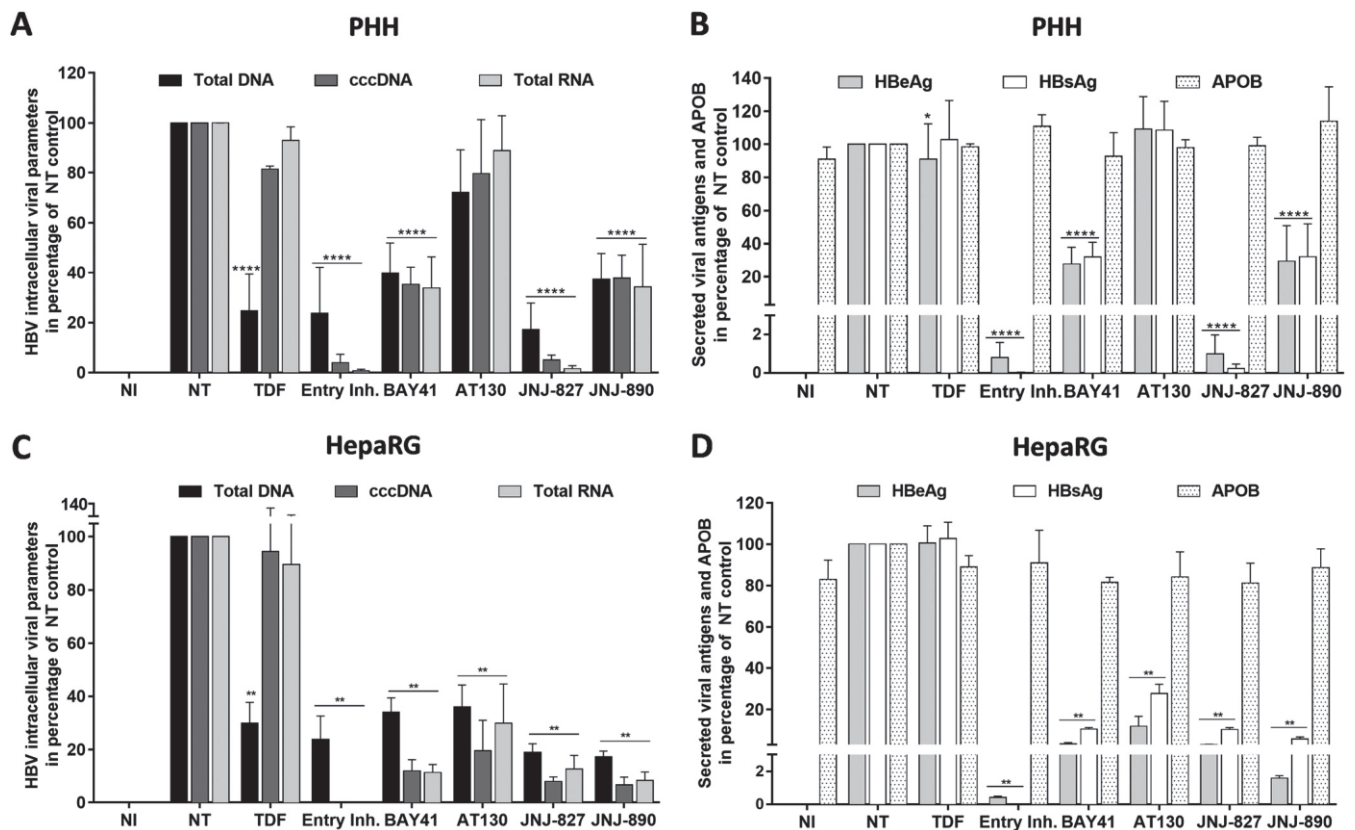 A
PHH
HBV intracellular viral parameters
in percentage of NT control
Total DNA
cccDNA
Total RNA
120
100
80
60
40
20
0
****
****
****
****
****
NI
NT
TDF
Entry Inh.
BAY41
AT130
JNJ-827
JNJ-890
B
PHH
Secreted viral antigens and APOB
in percentage of NT control
HBeAg
HBsAg
APOB
140
120
100
80
60
40
20
2
0
*
****
****
****
****
NI
NT
TDF
Entry Inh.
BAY41
AT130
JNJ-827
JNJ-890
C
HepaRG
HBV intracellular viral parameters
in percentage of NT control
Total DNA
cccDNA
Total RNA
140
100
80
60
40
20
0
**
**
**
**
**
**
NI
NT
TDF
Entry Inh.
BAY41
AT130
JNJ-827
JNJ-890
D
HepaRG
Secreted viral antigens and APOB
in percentage of NT control
HBeAg
HBsAg
APOB
120
100
80
60
40
20
2
0
**
**
**
**
**
NI
NT
TDF
Entry Inh.
BAY41
AT130
JNJ-827
JNJ-890